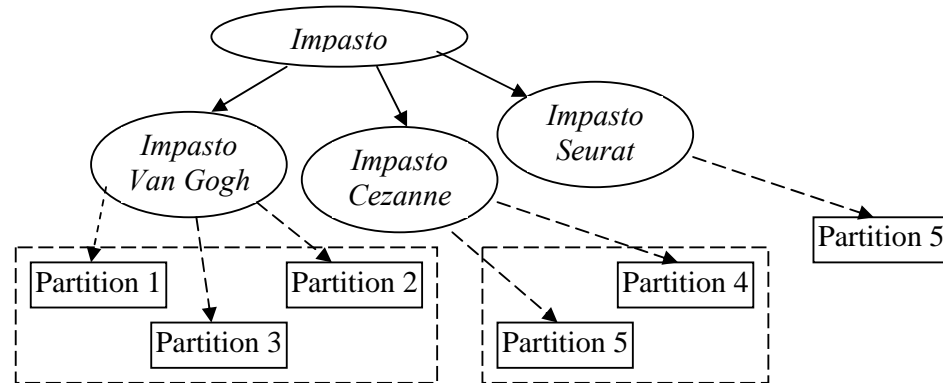 Impasto
Impasto
Van Gogh
Impasto
Cezanne
Impasto
Seurat
Partition 5
Partition 1
Partition 2
Partition 3
Partition 4
Partition 5